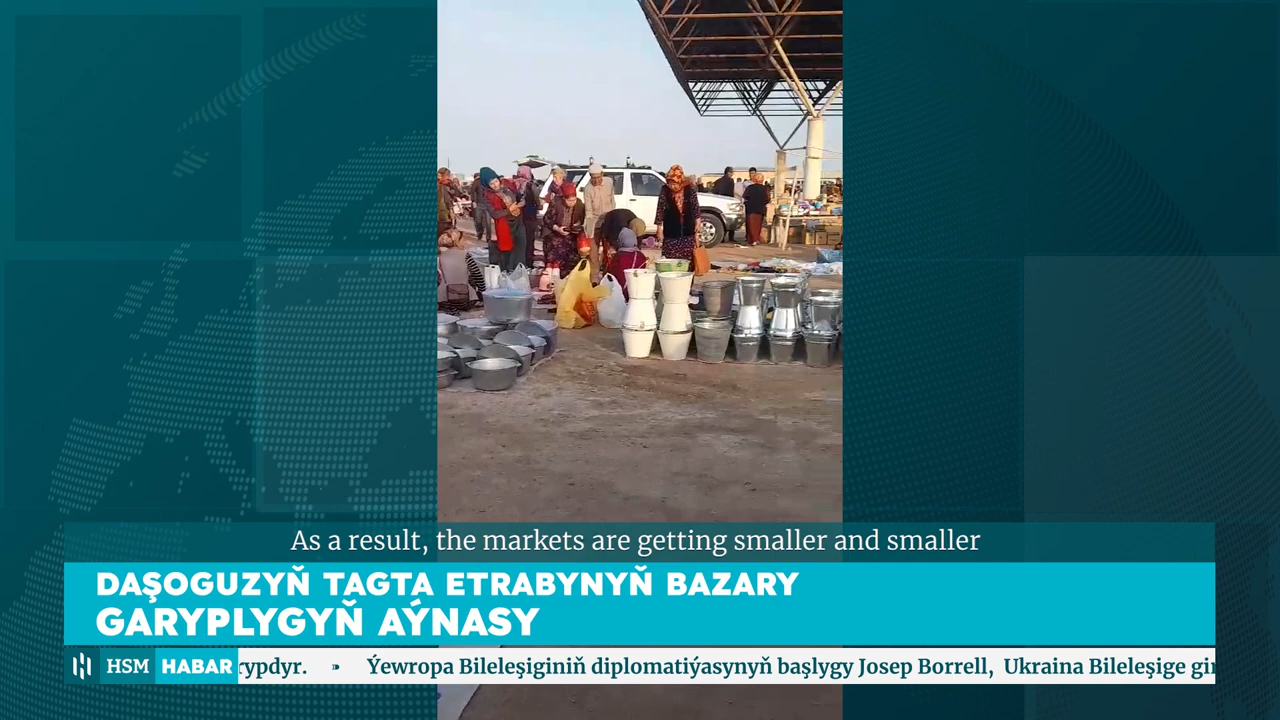 As a result, the markets are getting smaller and smaller
DAŞOGUZYŇ TAGTA ETRABYNYŇ BAZARY
GARYPLYGYŇ AÝNASY
HSM HABAR
Ýewropa Bileleşiginiň diplomatiýasynyň başlygy Josep Borrell, Ukraina Bileleşige